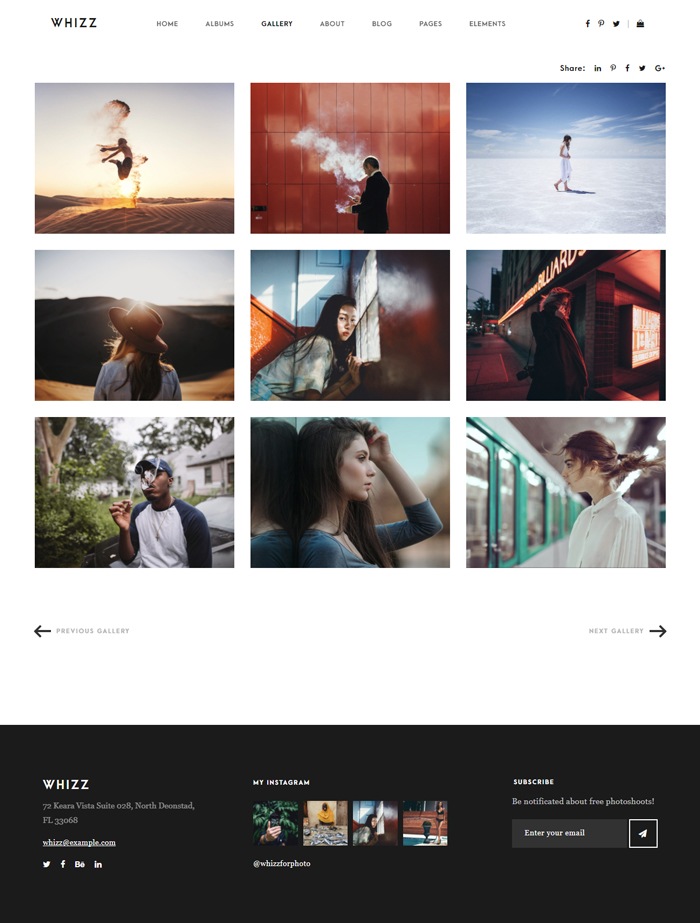 WHIZZ
HOME ALBUMS GALLERY ABOUT BLOG PAGES ELEMENTS
Share:
BILLIARDS
PREVIOUS GALLERY
NEXT GALLERY
WHIZZ
72 Keara Vista Suite 028, North Deonstad,
FL 33068
whizz@example.com
MY INSTAGRAM
@whizzforphoto
SUBSCRIBE
Be notificated about free photoshoots!
Enter your email